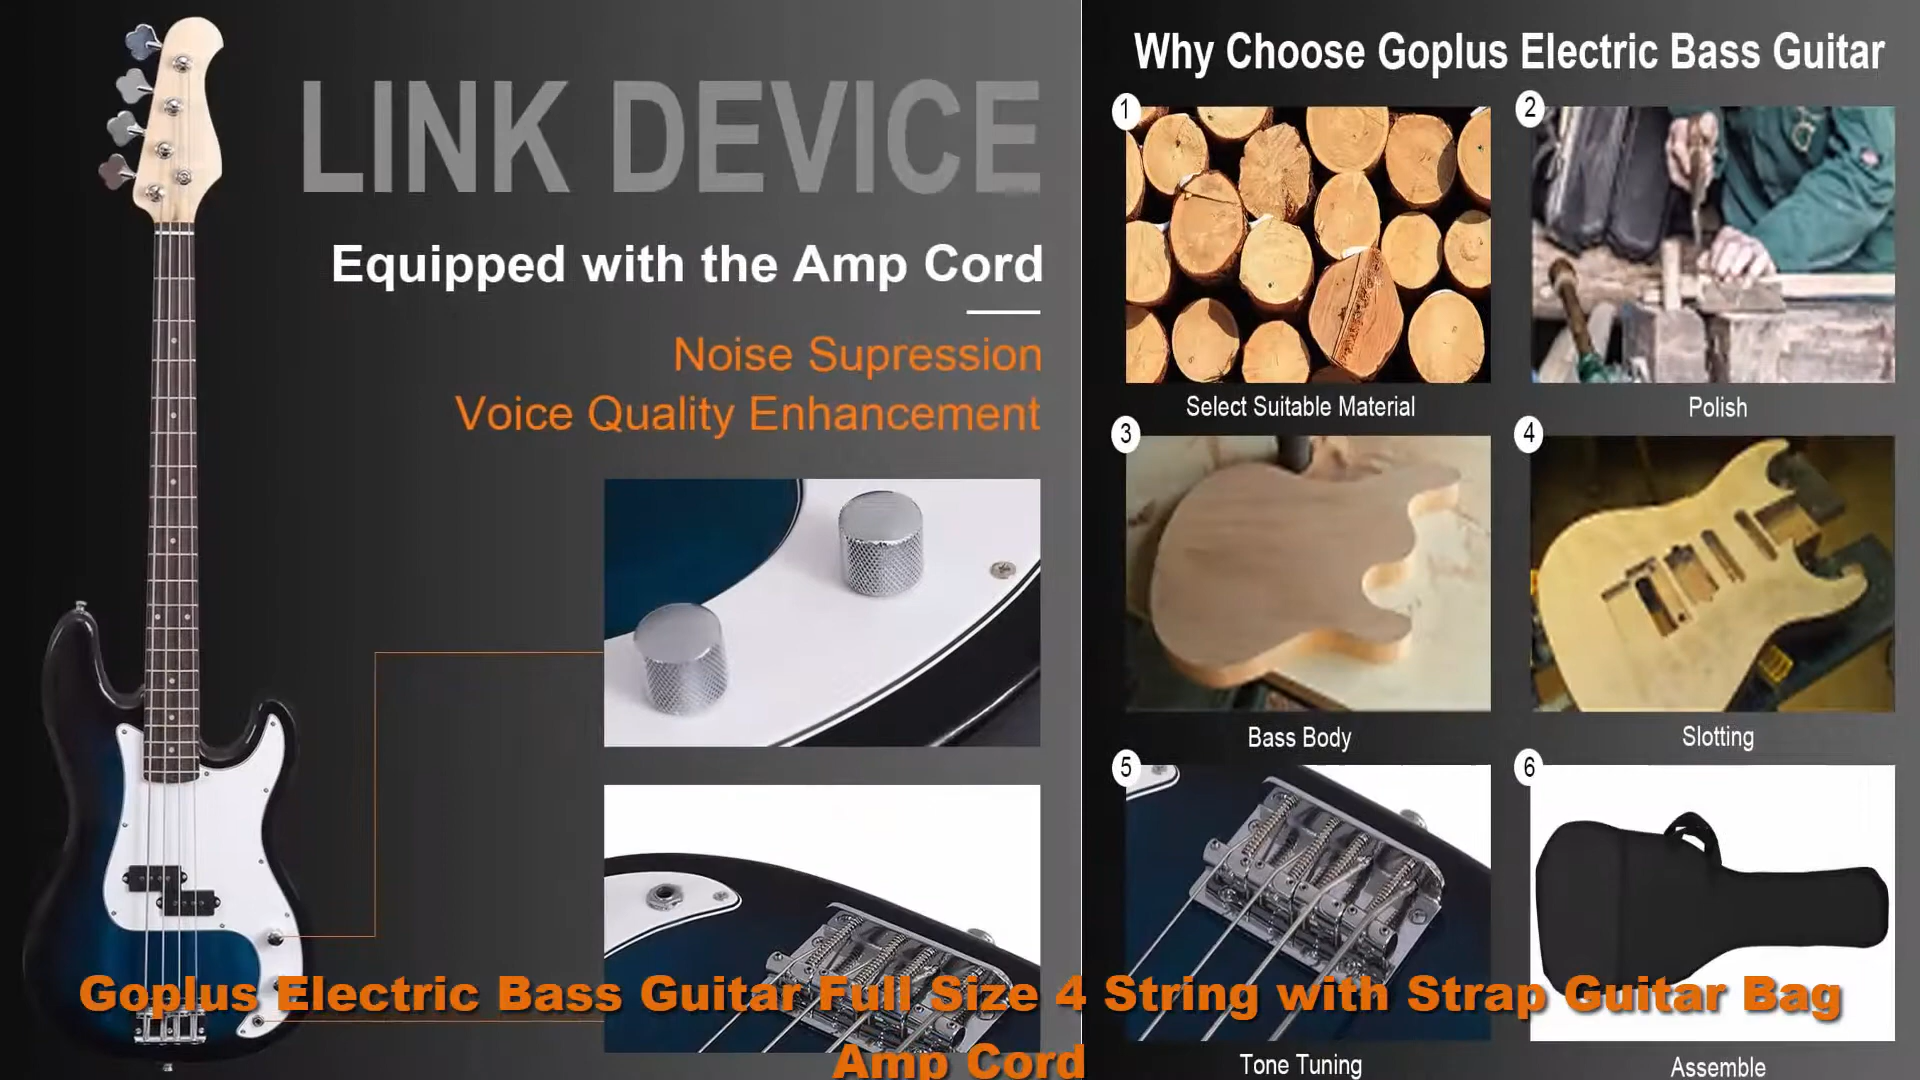 LINK DEVICE
Equipped with the Amp Cord
Noise Supression
Voice Quality Enhancement
Why Choose Goplus Electric Bass Guitar
1
2
Select Suitable Material
Polish
3
4
Bass Body
Slotting
5
6
Tone Tuning
Assemble
Goplus Electric Bass Guitar Full Size 4 String with Strap Guitar Bag
Amp Cord